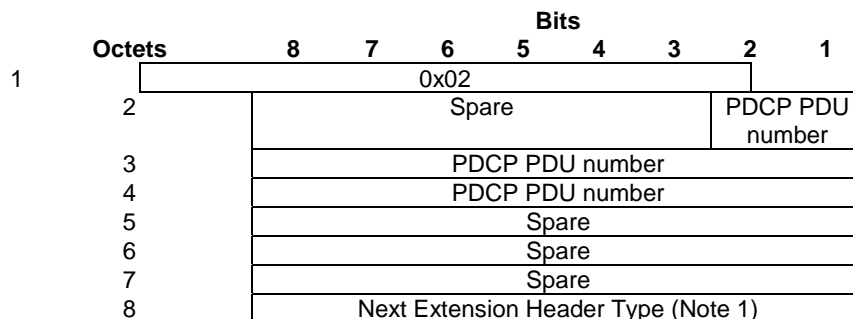 Bits
Octets 8 7 6 5 4 3 2 1
1 0x02
2 Spare PDCP PDU
number
3 PDCP PDU number
4 PDCP PDU number
5 Spare
6 Spare
7 Spare
8 Next Extension Header Type (Note 1)